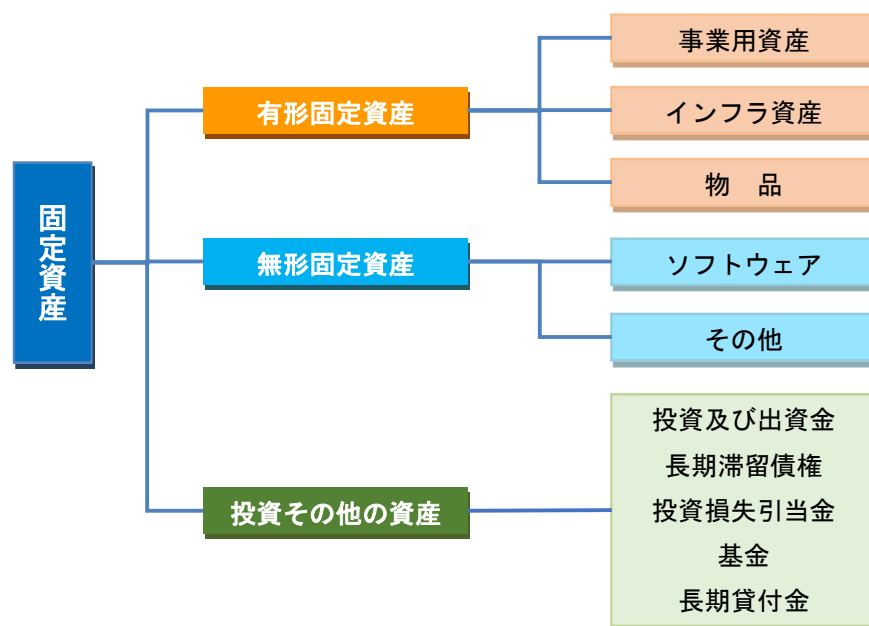 固定資産
有形固定資産
事業用資産
インフラ資産
物　品
無形固定資産
ソフトウェア
その他
投資その他の資産
投資及び出資金
長期滞留債権
投資損失引当金
基金
長期貸付金